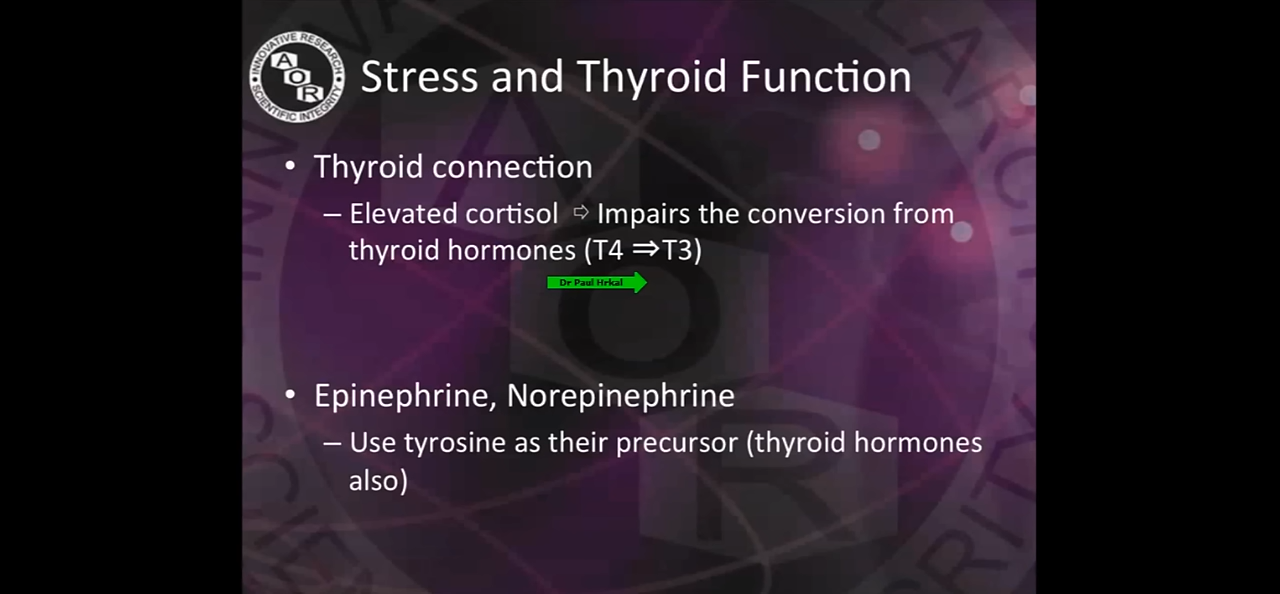 INNOVATIVE RESEARCH
A
O
R
SCIENTIFIC INTEGRITY
Stress and Thyroid Function
• Thyroid connection
– Elevated cortisol ⇨ Impairs the conversion from
thyroid hormones (T4 ⇒T3)
Dr Paul Hrkal
• Epinephrine, Norepinephrine
– Use tyrosine as their precursor (thyroid hormones
also)